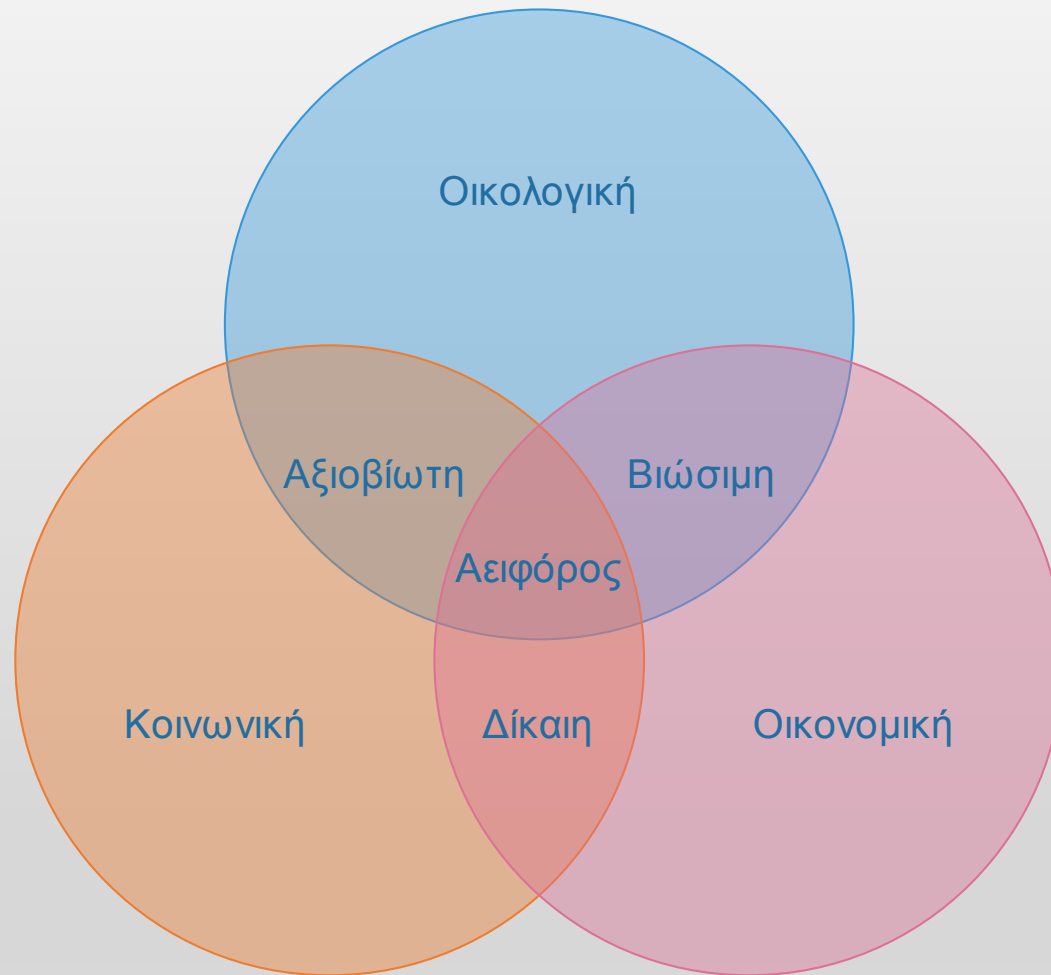 Οικολογική
Αξιοβίωτη
Βιώσιμη
Αειφόρος
Κοινωνική
Δίκαιη
Οικονομική